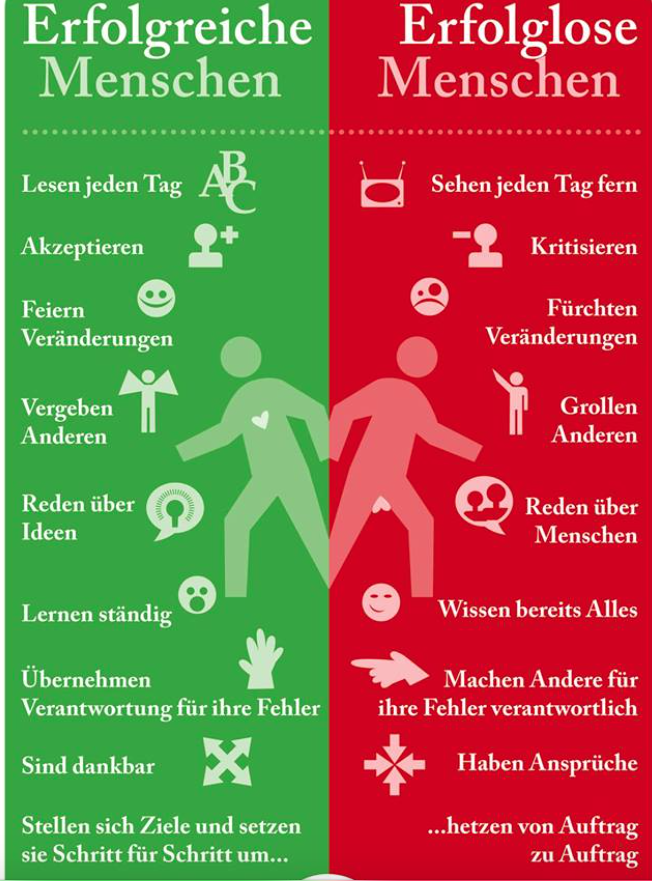 Erfolgreiche
Menschen
Lesen jeden Tag
ABC
Akzeptieren
Feiern
Veränderungen
Vergeben
Anderen
Reden über
Ideen
Lernen ständig
Übernehmen
Verantwortung für ihre Fehler
Sind dankbar
Stellen sich Ziele und setzen
sie Schritt für Schritt um...
Erfolglose
Menschen
Sehen jeden Tag fern
Kritisieren
Fürchten
Veränderungen
Grollen
Anderen
Reden über
Menschen
Wissen bereits Alles
Machen Andere für
ihre Fehler verantwortlich
Haben Ansprüche
...hetzen von Auftrag
zu Auftrag